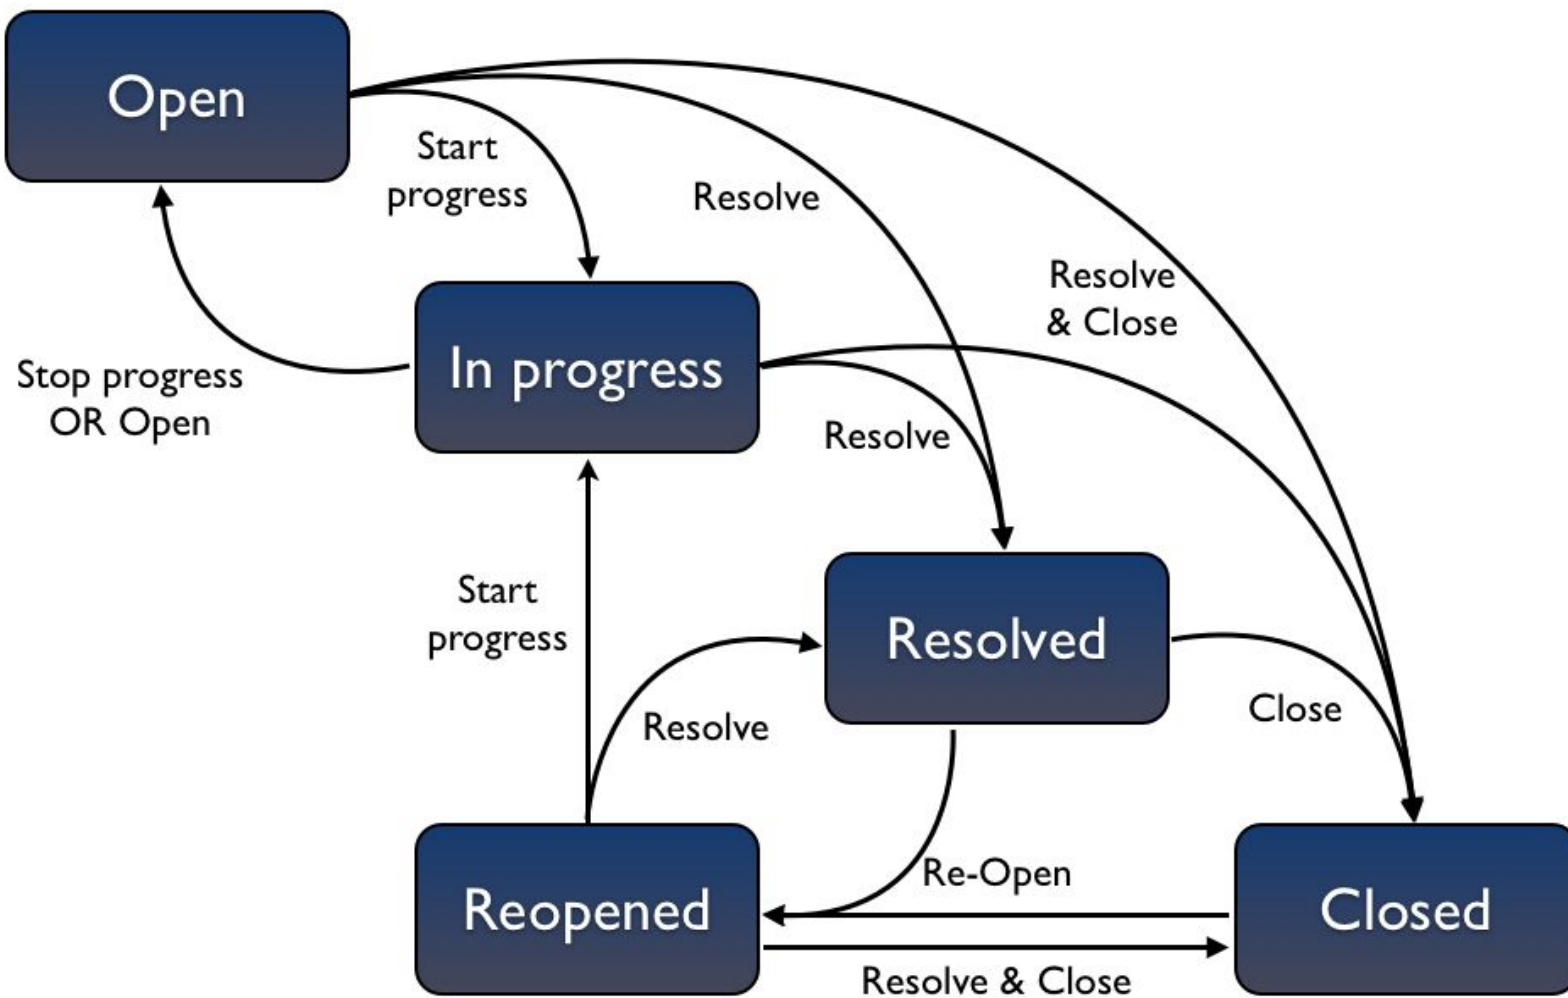 Open
Start
progress
Resolve
Resolve
& Close
In progress
Stop progress
OR Open
Resolve
Start
progress
Resolved
Resolve
Close
Re-Open
Reopened
Closed
Resolve & Close